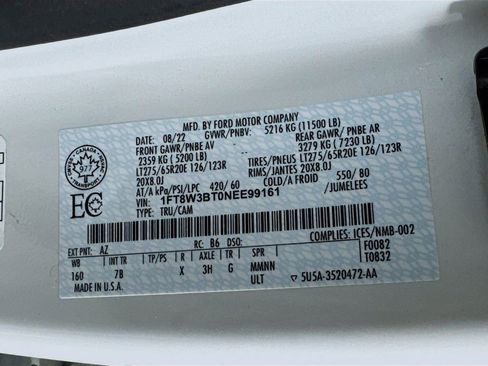 MFD. BY FORD MOTOR COMPANY
DATE: 08/22 GVWR/PNBV: 5216 KG (11500 LB)
FRONT GAWR/PNBE AV REAR GAWR/PNBE AR
2359 KG (5200 LB) 3279 KG (7230 LB)
LT275/65R20E 126/123R TIRES/PNEUS LT275/65R20E 126/123R
20X8.0J RIMS/JANTES 20X8.0J
AT/A kPa/PSI/LPC 420/60 COLD/A FROID 550/80
VIN: 1FT8W3BT0NEE99161 /JUMELEES
TYPE: TRU/CAM
CANADA
977
TRANSPORT
EC
EXT PNT: AZ RC: B6 DSO: COMPLIES: ICES/NMB-002
WB INT TR TP/PS R AXLE TR SPR F0082
160 7B X 3H G MMNN T0832
MADE IN U.S.A. ULT 5U5A-3520472-AA